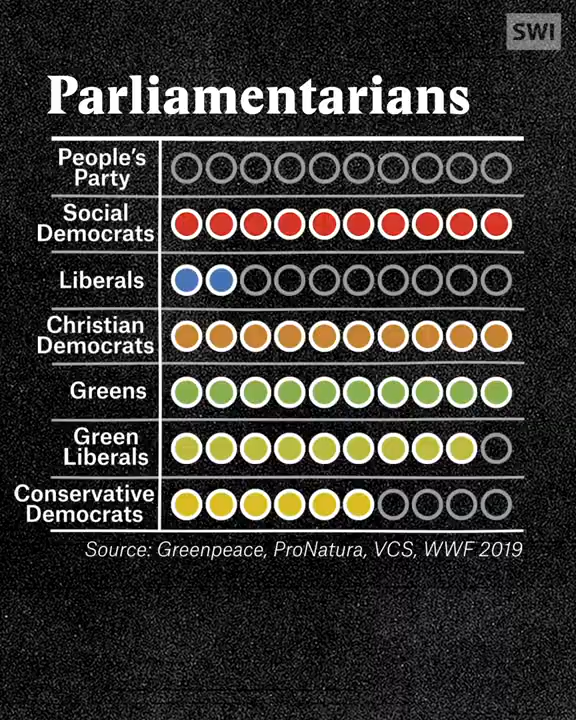 SWI
Parliamentarians
People's
Party
Social
Democrats
Liberals
Christian
Democrats
Greens
Green
Liberals
Conservative
Democrats
Source: Greenpeace, ProNatura, VCS, WWF 2019